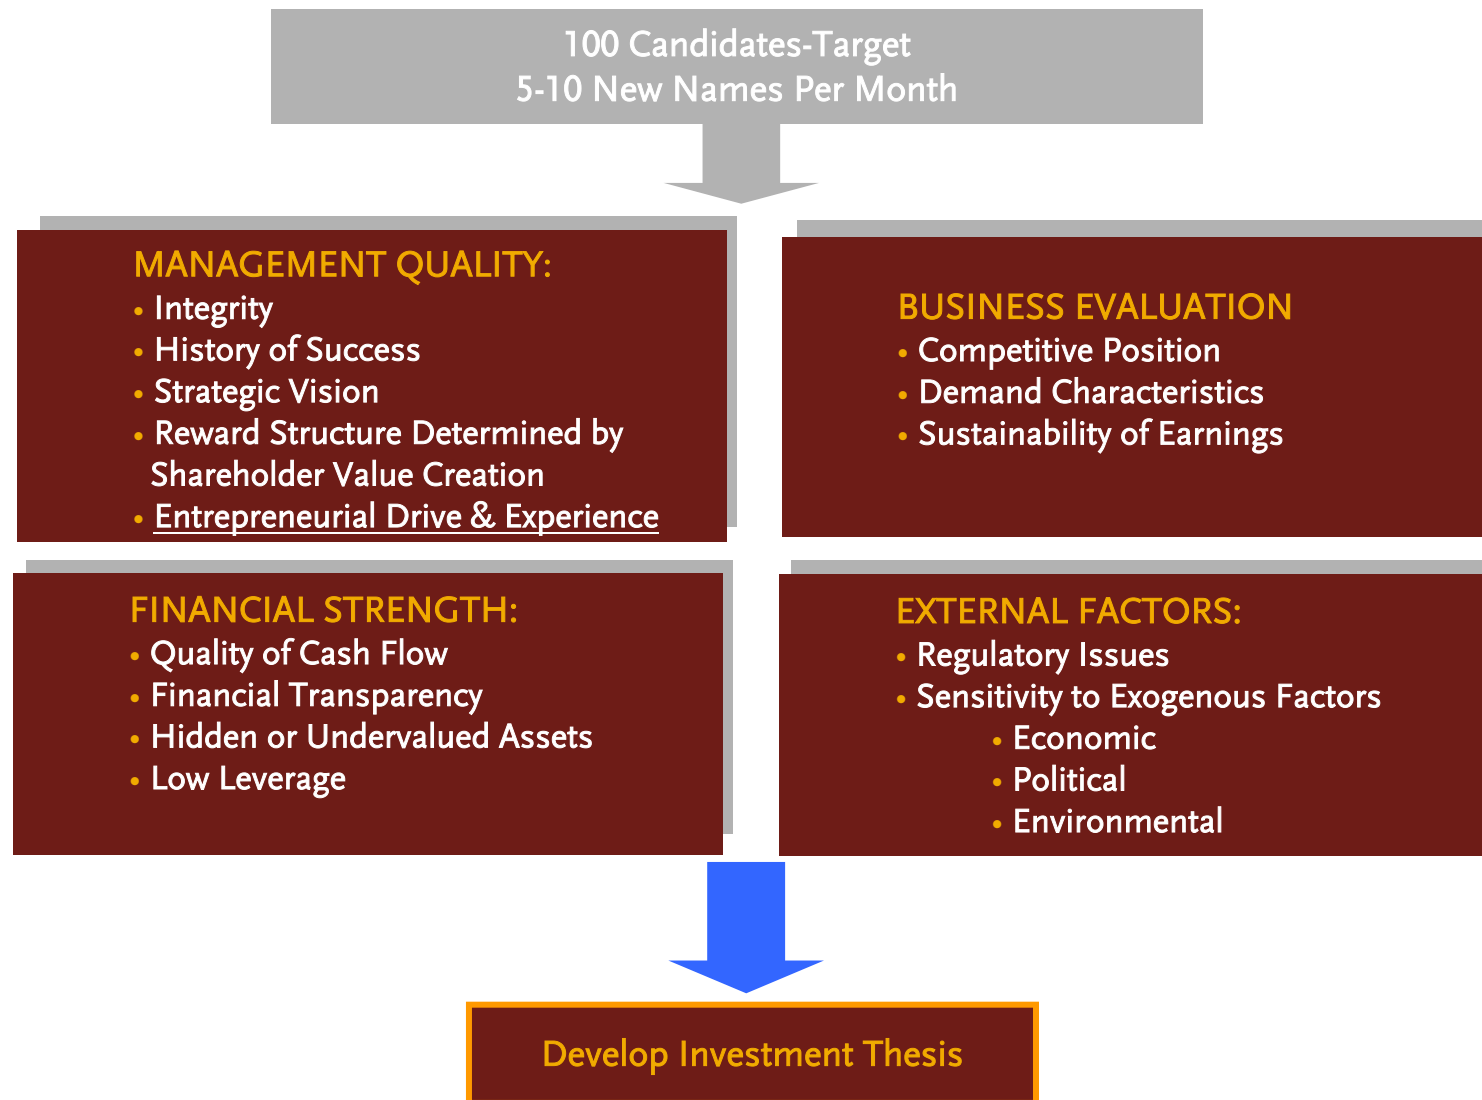 100 Candidates-Target
5-10 New Names Per Month
MANAGEMENT QUALITY:
• Integrity
• History of Success
• Strategic Vision
• Reward Structure Determined by
Shareholder Value Creation
• Entrepreneurial Drive & Experience
BUSINESS EVALUATION
• Competitive Position
• Demand Characteristics
• Sustainability of Earnings
FINANCIAL STRENGTH:
• Quality of Cash Flow
• Financial Transparency
• Hidden or Undervalued Assets
• Low Leverage
EXTERNAL FACTORS:
• Regulatory Issues
• Sensitivity to Exogenous Factors
• Economic
• Political
• Environmental
Develop Investment Thesis